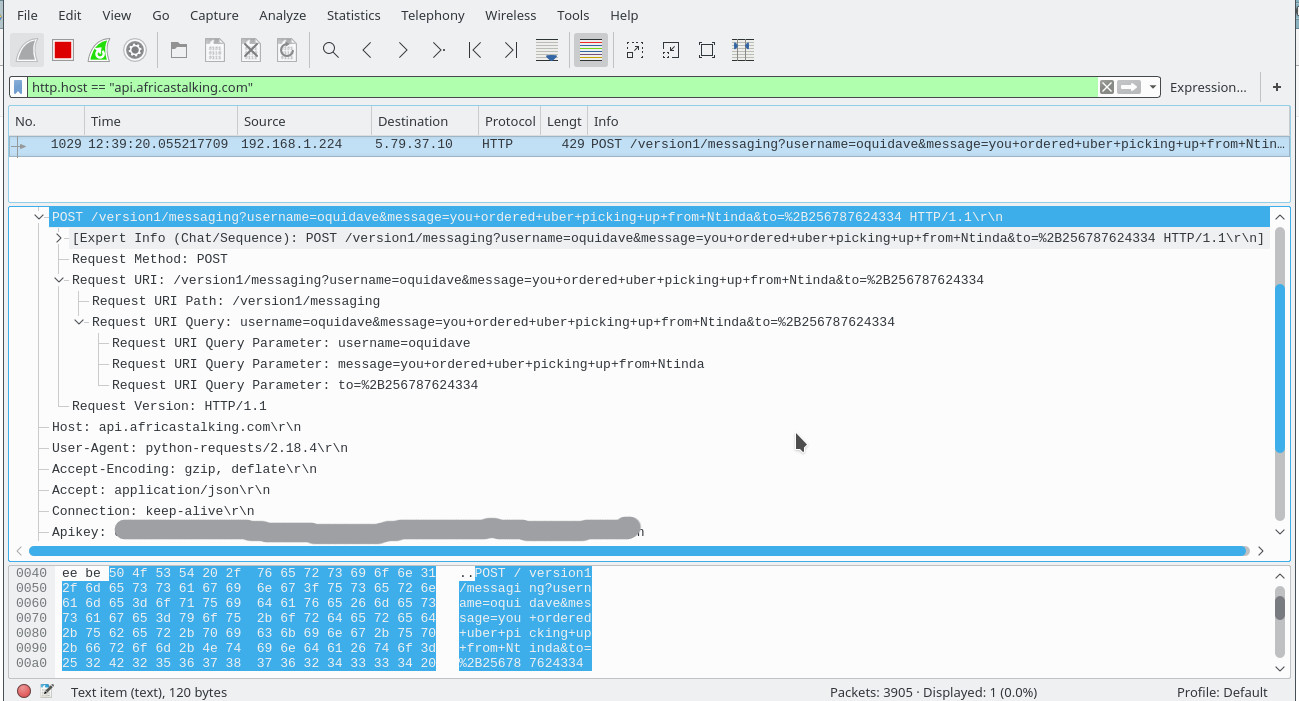 File Edit View Go Capture Analyze Statistics Telephony Wireless Tools Help
http.host == "api.africastalking.com" Expression... +
No. Time Source Destination Protocol Lengt Info
1029 12:39:20.055217709 192.168.1.224 5.79.37.10 HTTP 429 POST /version1/messaging?username=oquidave&message=you+ordered+uber+picking+up+from+Ntin…
POST /version1/messaging?username=oquidave&message=you+ordered+uber+picking+up+from+Ntinda&to=%2B256787624334 HTTP/1.1\r\n
[Expert Info (Chat/Sequence): POST /version1/messaging?username=oquidave&message=you+ordered+uber+picking+up+from+Ntinda&to=%2B256787624334 HTTP/1.1\r\n]
Request Method: POST
Request URI: /version1/messaging?username=oquidave&message=you+ordered+uber+picking+up+from+Ntinda&to=%2B256787624334
Request URI Path: /version1/messaging
Request URI Query: username=oquidave&message=you+ordered+uber+picking+up+from+Ntinda&to=%2B256787624334
Request URI Query Parameter: username=oquidave
Request URI Query Parameter: message=you+ordered+uber+picking+up+from+Ntinda
Request URI Query Parameter: to=%2B256787624334
Request Version: HTTP/1.1
Host: api.africastalking.com\r\n
User-Agent: python-requests/2.18.4\r\n
Accept-Encoding: gzip, deflate\r\n
Accept: application/json\r\n
Connection: keep-alive\r\n
Apikey:
0040 ee be 50 4f 53 54 20 2f 76 65 72 73 69 6f 6e 31 ..POST / version1
0050 2f 6d 65 73 73 61 67 69 6e 67 3f 75 73 65 72 6e /messagi ng?usern
0060 61 6d 65 3d 6f 71 75 69 64 61 76 65 26 6d 65 73 ame=oqui dave&mes
0070 73 61 67 65 3d 79 6f 75 2b 6f 72 64 65 72 65 64 sage=you +ordered
0080 2b 75 62 65 72 2b 70 69 63 6b 69 6e 67 2b 75 70 +uber+pi cking+up
0090 2b 66 72 6f 6d 2b 4e 74 69 6e 64 61 26 74 6f 3d +from+Nt inda&to=
00a0 25 32 42 32 35 36 37 38 37 36 32 34 33 33 34 20 %2B25678 7624334
Text item (text), 120 bytes Packets: 3905 · Displayed: 1 (0.0%) Profile: Default